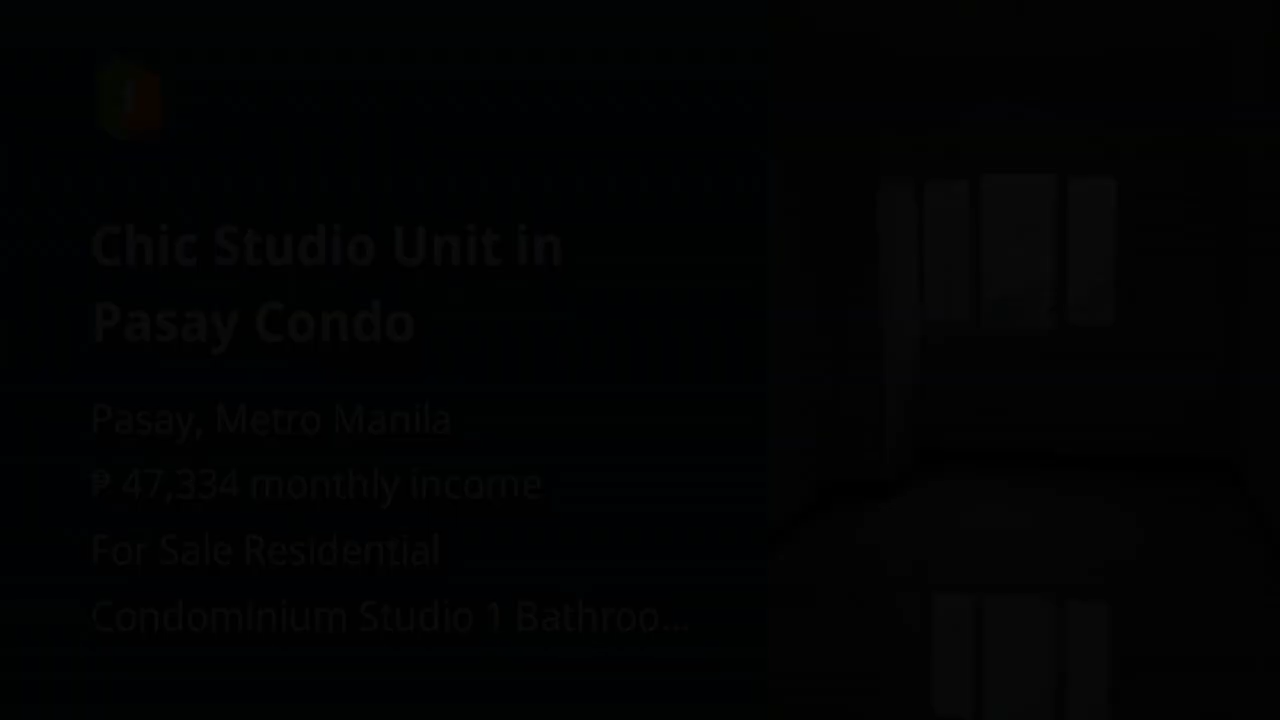 Chic Studio Unit in
Pasay Condo
Pasay, Metro Manila
₱ 47,334 monthly income
For Sale Residential
Condominium Studio 1 Bathroo...